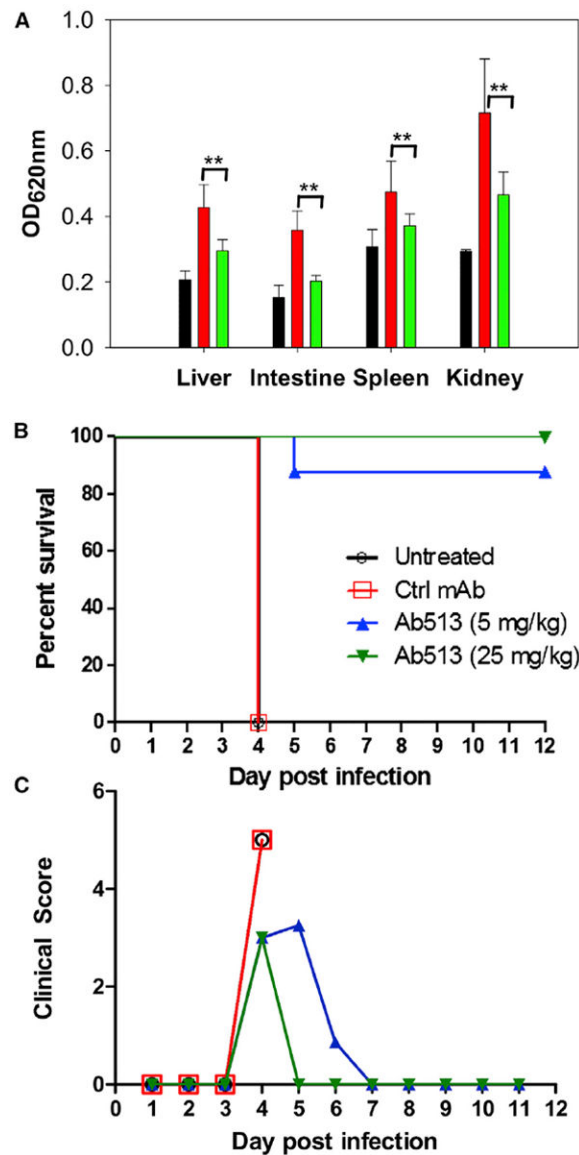 A
1.0
0.8
0.6
0.4
0.2
0.0
OD620nm
** ** ** **
Liver Intestine Spleen Kidney
B
100
80
60
40
20
0
Percent survival
Untreated
Ctrl mAb
Ab513 (5 mg/kg)
Ab513 (25 mg/kg)
0 1 2 3 4 5 6 7 8 9 10 11 12
Day post infection
C
6
4
2
0
Clinical Score
0 1 2 3 4 5 6 7 8 9 10 11 12
Day post infection